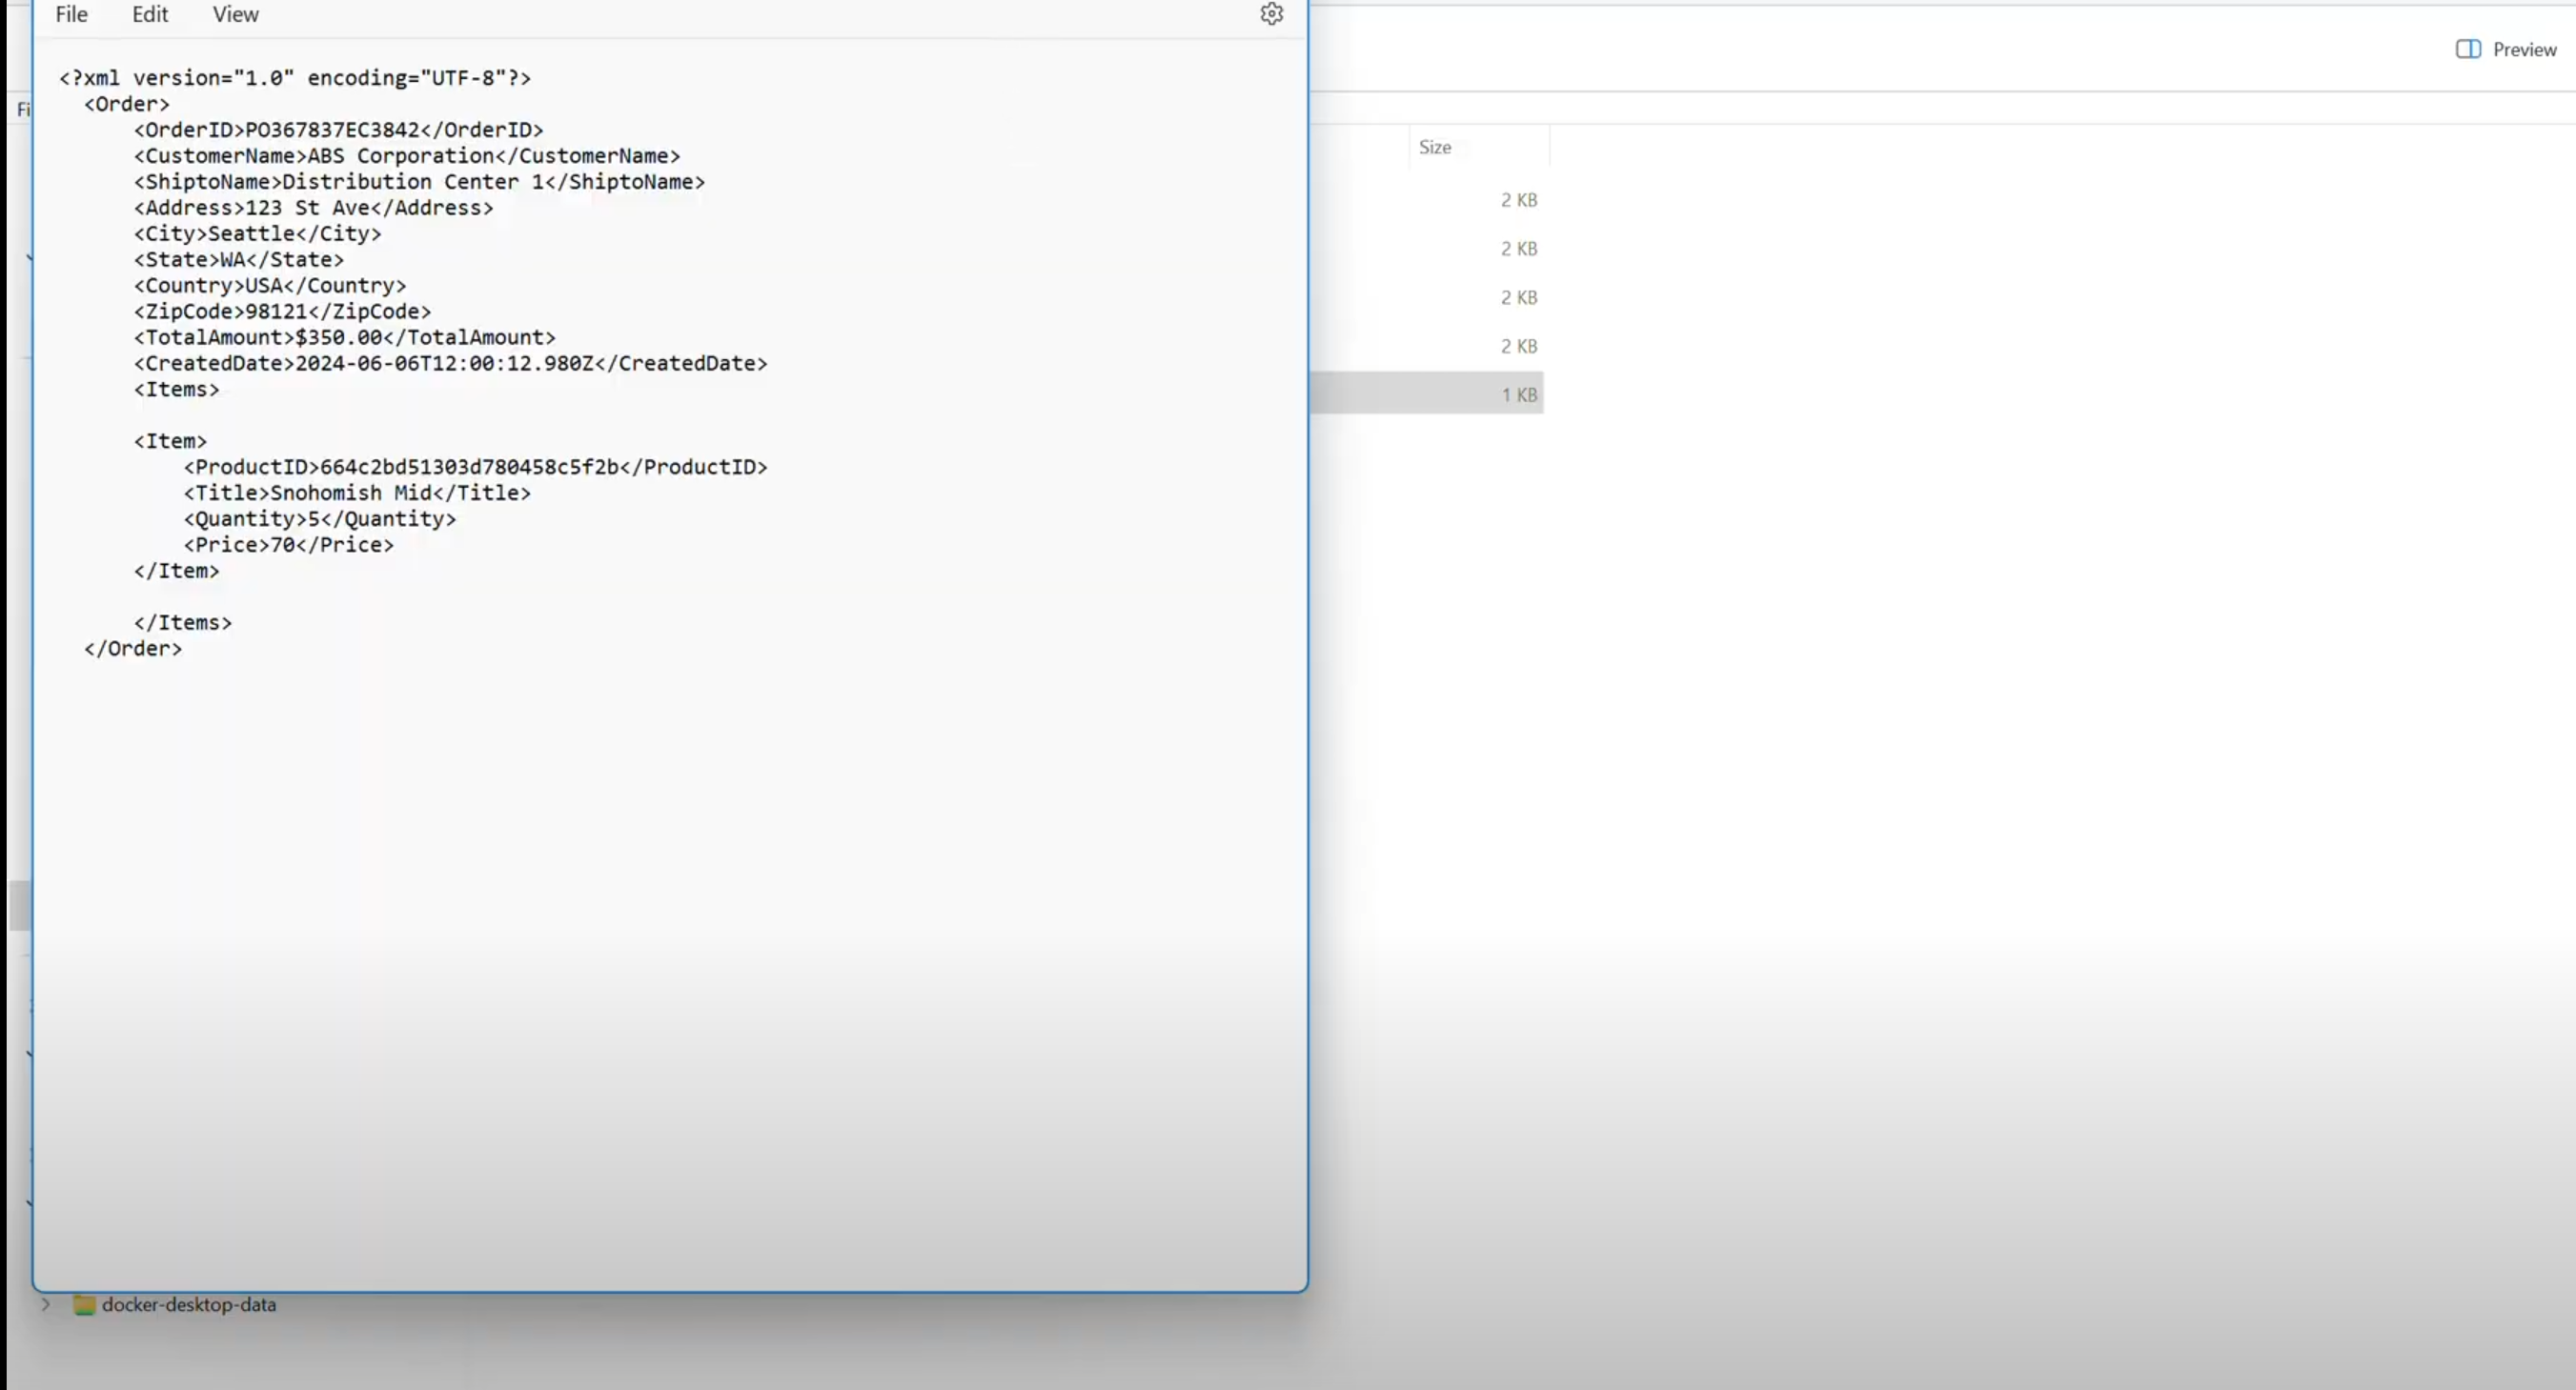 File Edit View
Preview
<?xml version="1.0" encoding="UTF-8"?>
<Order>
<OrderID>PO367837EC3842</OrderID>
<CustomerName>ABS Corporation</CustomerName>
<ShiptoName>Distribution Center 1</ShiptoName>
<Address>123 St Ave</Address>
<City>Seattle</City>
<State>WA</State>
<Country>USA</Country>
<ZipCode>98121</ZipCode>
<TotalAmount>$350.00</TotalAmount>
<CreatedDate>2024-06-06T12:00:12.980Z</CreatedDate>
<Items>
<Item>
<ProductID>664c2bd51303d780458c5f2b</ProductID>
<Title>Snohomish Mid</Title>
<Quantity>5</Quantity>
<Price>70</Price>
</Item>
</Items>
</Order>
Fi
Size
2 KB
2 KB
2 KB
2 KB
1 KB
docker-desktop-data